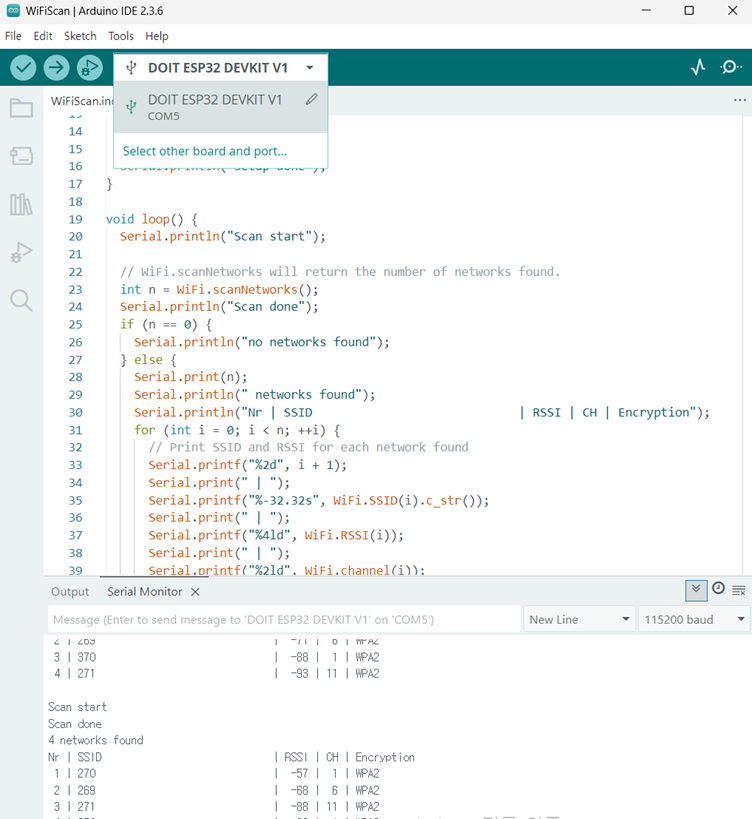 WiFiScan | Arduino IDE 2.3.6
File Edit Sketch Tools Help
DOIT ESP32 DEVKIT V1
WiFiScan.in
DOIT ESP32 DEVKIT V1
COM5
Select other board and port...
14
15
16 Serial.println("Setup done");
17 }
18
19 void loop() {
20 Serial.println("Scan start");
21
22 // WiFi.scanNetworks will return the number of networks found.
23 int n = WiFi.scanNetworks();
24 Serial.println("Scan done");
25 if (n == 0) {
26 Serial.println("no networks found");
27 } else {
28 Serial.print(n);
29 Serial.println(" networks found");
30 Serial.println("Nr | SSID                             | RSSI | CH | Encryption");
31 for (int i = 0; i < n; ++i) {
32 // Print SSID and RSSI for each network found
33 Serial.printf("%2d", i + 1);
34 Serial.print(" | ");
35 Serial.printf("%-32.32s", WiFi.SSID(i).c_str());
36 Serial.print(" | ");
37 Serial.printf("%4ld", WiFi.RSSI(i));
38 Serial.print(" | ");
39 Serial.printf("%2ld", WiFi.channel(i));
Output Serial Monitor
Message (Enter to send message to 'DOIT ESP32 DEVKIT V1' on 'COM5')
New Line
115200 baud
2 | 269 | -71 | 6 | WPA2
3 | 370 | -88 | 1 | WPA2
4 | 271 | -93 | 11 | WPA2
Scan start
Scan done
4 networks found
Nr | SSID | RSSI | CH | Encryption
1 | 270 | -57 | 1 | WPA2
2 | 269 | -68 | 6 | WPA2
3 | 271 | -88 | 11 | WPA2